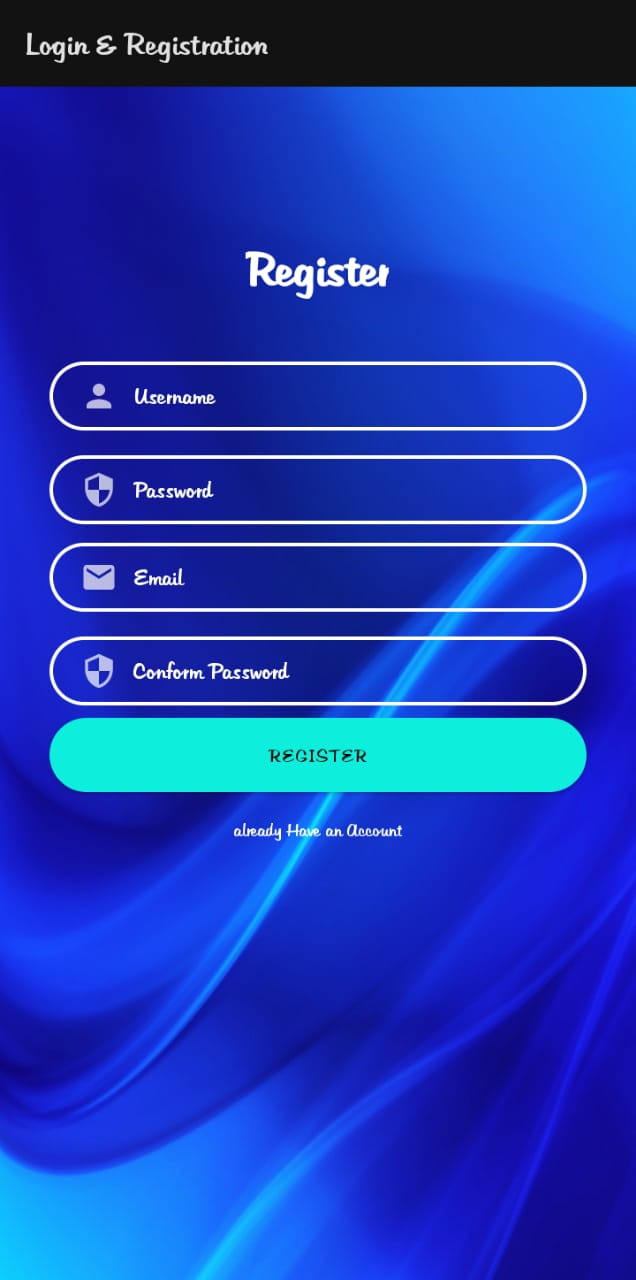 Login & Registration
Register
Username
Password
Email
Conform Password
REGISTER
already Have an Account